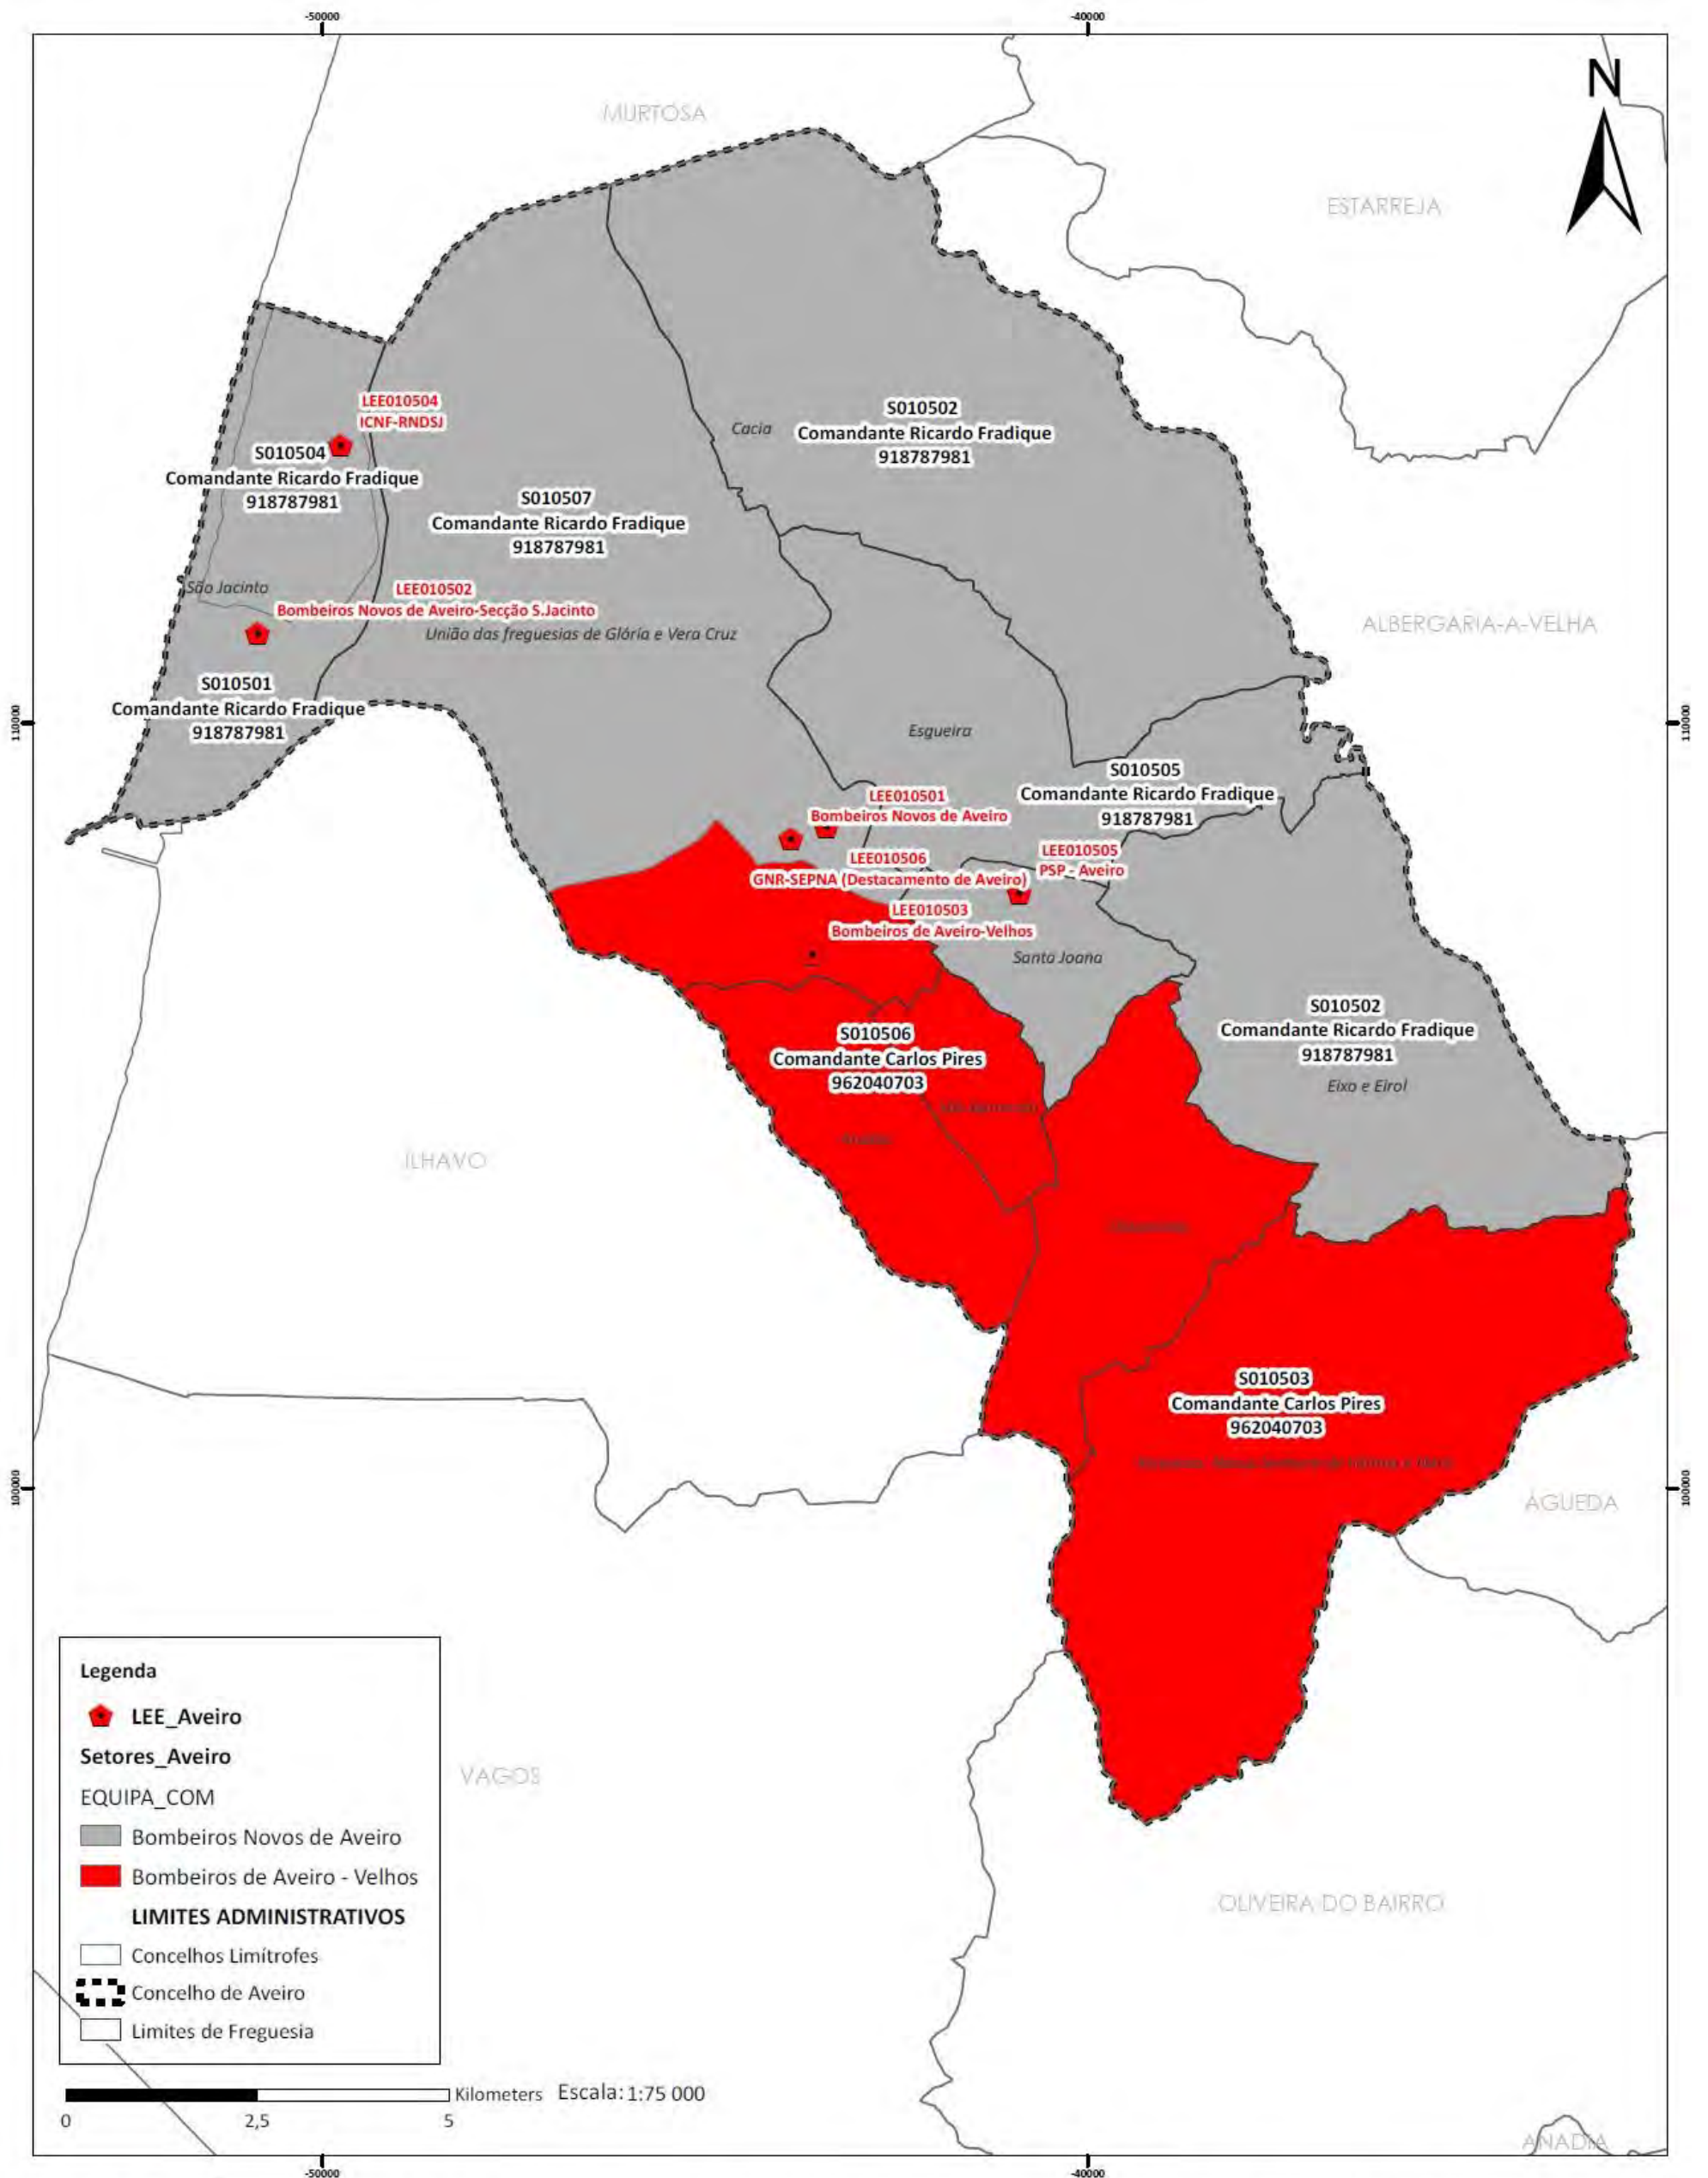 -50000
-40000
N
MURTOSA
ESTARREJA
LEE010504
ICNF-RNDSJ
S010504
Comandante Ricardo Fradique
918787981
S010502
Comandante Ricardo Fradique
918787981
Cacia
S010507
Comandante Ricardo Fradique
918787981
São Jacinto
LEE010502
Bombeiros Novos de Aveiro-Secção S.Jacinto
União das freguesias de Glória e Vera Cruz
ALBERGARIA-A-VELHA
S010501
Comandante Ricardo Fradique
918787981
110000
110000
Esgueira
S010505
Comandante Ricardo Fradique
918787981
LEE010501
Bombeiros Novos de Aveiro
LEE010506
GNR-SEPNA (Destacamento de Aveiro)
LEE010505
PSP - Aveiro
LEE010503
Bombeiros de Aveiro-Velhos
Santa Joana
S010502
Comandante Ricardo Fradique
918787981
Eixo e Eirol
S010506
Comandante Carlos Pires
962040703
ÍLHAVO
S010503
Comandante Carlos Pires
962040703
100000
100000
ÁGUEDA
VAGOS
OLIVEIRA DO BAIRRO
ANADIA
Legenda
LEE_Aveiro
Setores_Aveiro
EQUIPA_COM
Bombeiros Novos de Aveiro
Bombeiros de Aveiro - Velhos
LIMITES ADMINISTRATIVOS
Concelhos Limítrofes
Concelho de Aveiro
Limites de Freguesia
Kilometers Escala: 1:75 000
0 2,5 5
-50000
-40000